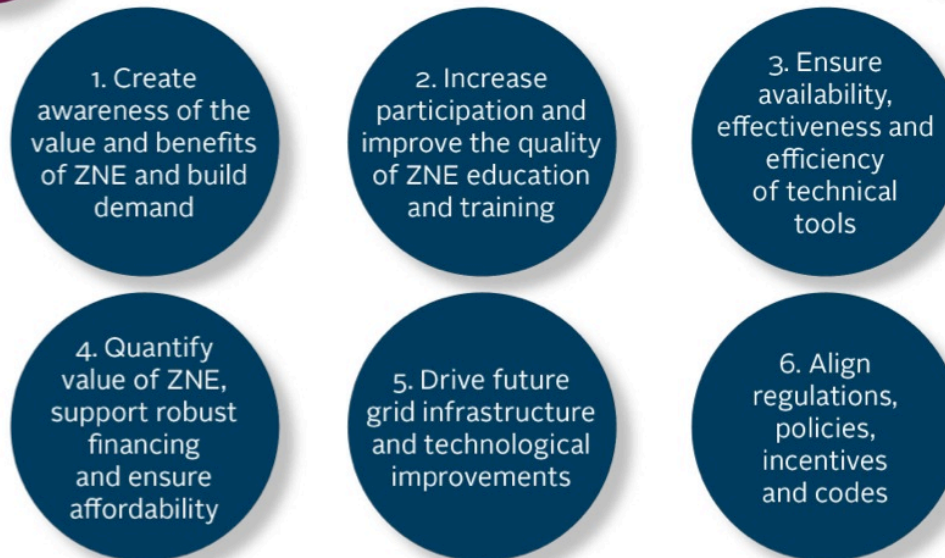 1. Create
awareness of the
value and benefits
of ZNE and build
demand
2. Increase
participation and
improve the quality
of ZNE education
and training
3. Ensure
availability,
effectiveness and
efficiency
of technical
tools
4. Quantify
value of ZNE,
support robust
financing
and ensure
affordability
5. Drive future
grid infrastructure
and technological
improvements
6. Align
regulations,
policies,
incentives
and codes